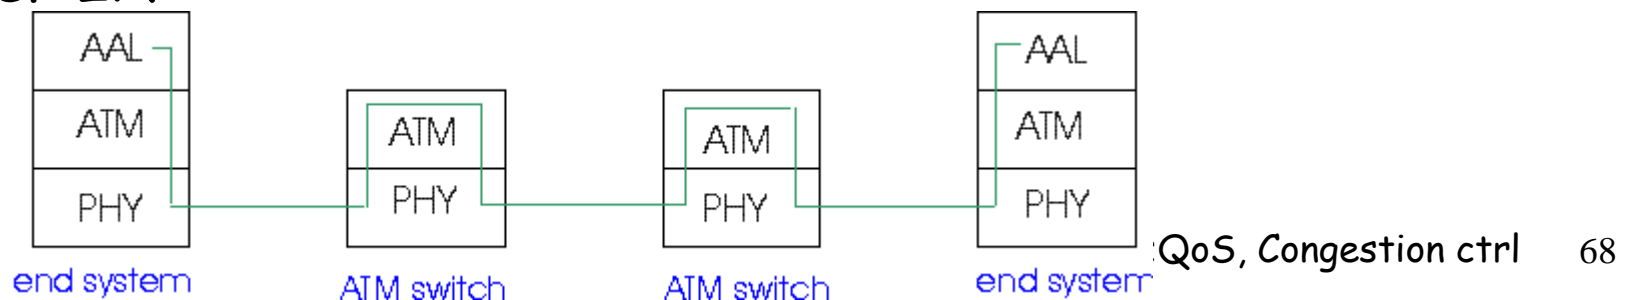 AAL AAL
ATM ATM ATM ATM
PHY PHY PHY PHY
:QoS, Congestion ctrl 68
end system ATM switch ATM switch end system